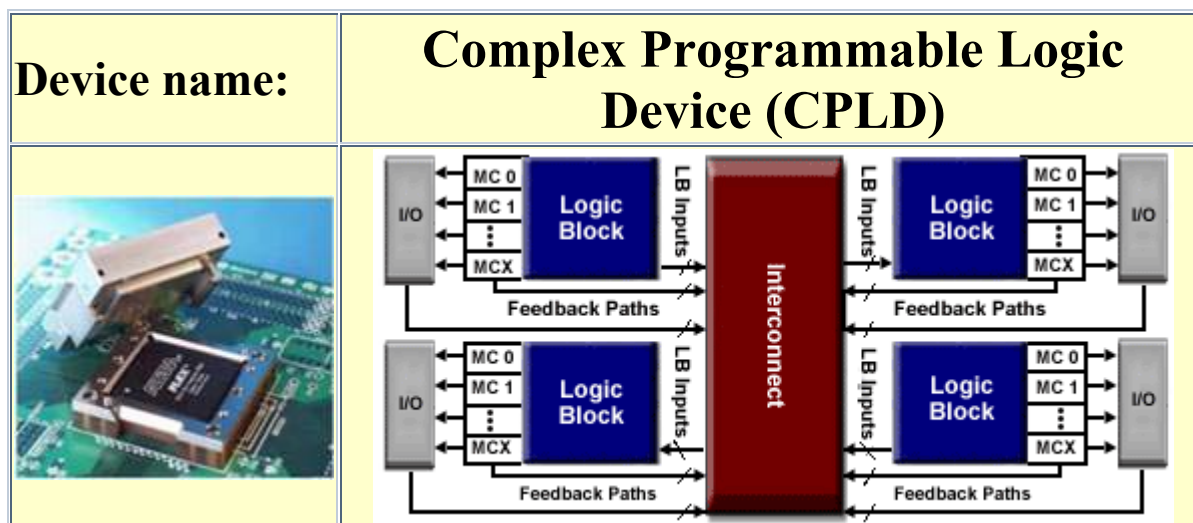 Device name:
Complex Programmable Logic
Device (CPLD)
I/O
MC 0
MC 1
MCX
Logic
Block
LB Inputs
Feedback Paths
Interconnect
LB Inputs
Logic
Block
MC 0
MC 1
MCX
I/O
Feedback Paths
I/O
MC 0
MC 1
MCX
Logic
Block
LB Inputs
Feedback Paths
LB Inputs
Logic
Block
MC 0
MC 1
MCX
I/O
Feedback Paths